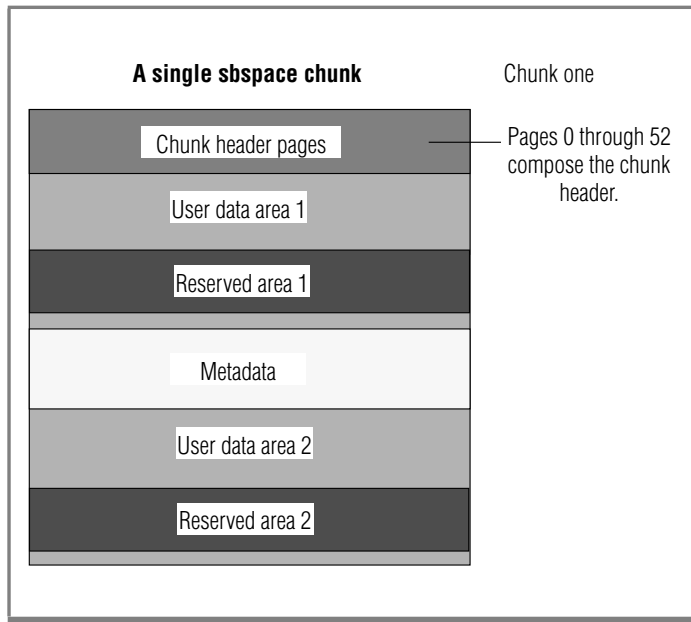 A single sbspace chunk
Chunk one
Chunk header pages
Pages 0 through 52
compose the chunk
header.
User data area 1
Reserved area 1
Metadata
User data area 2
Reserved area 2